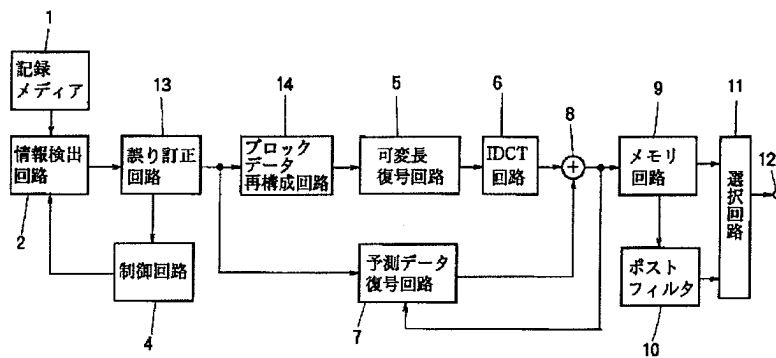 1
記録
メディア
13
誤り訂正
回路
14
ブロック
データ
再構成回路
5
可変長
復号回路
6
IDCT
回路
8
+
9
メモリ
回路
11
選択回路
12
情報検出
回路
2
制御回路
4
予測データ
復号回路
7
ポスト
フィルタ
10